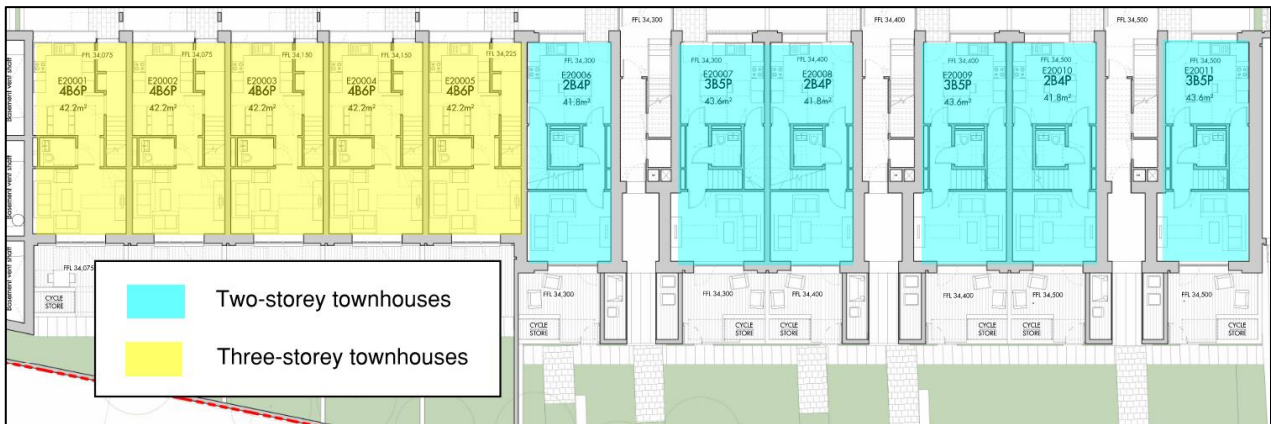 FFL 34,300
FFL 34,400
FFL 34,500
Basement vent shaft
Basement vent shaft
Basement vent shaft
FFL 34,075
E20001
4B6P
42.2m²
FFL 34,075
E20002
4B6P
42.2m²
FFL 34,150
E20003
4B6P
42.2m²
FFL 34,150
E20004
4B6P
42.2m²
FFL 34,225
E20005
4B6P
42.2m²
FFL 34,300
E20006
2B4P
41.8m²
FFL 34,300
E20007
3B5P
43.6m²
FFL 34,400
E20008
2B4P
41.8m²
FFL 34,400
E20009
3B5P
43.6m²
FFL 34,500
E20010
2B4P
41.8m²
FFL 34,500
E20011
3B5P
43.6m²
FFL 34,075
CYCLE
STORE
FFL 34,300
CYCLE
STORE
FFL 34,300
CYCLE
STORE
FFL 34,400
CYCLE
STORE
FFL 34,400
CYCLE
STORE
FFL 34,500
CYCLE
STORE
FFL 34,500
CYCLE
STORE
Two-storey townhouses
Three-storey townhouses